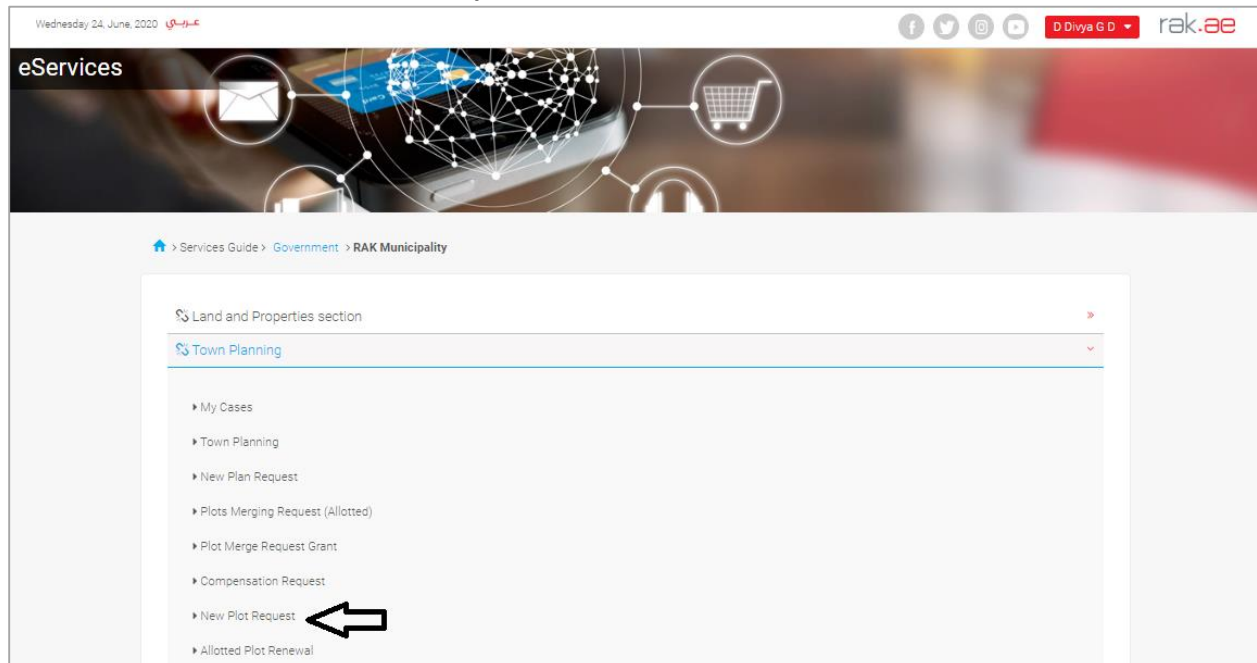 Wednesday 24, June, 2020 عـربـي
D Divya G D
rak.ae
eServices
> Services Guide > Government > RAK Municipality
Land and Properties section
Town Planning
My Cases
Town Planning
New Plan Request
Plots Merging Request (Allotted)
Plot Merge Request Grant
Compensation Request
New Plot Request
Allotted Plot Renewal